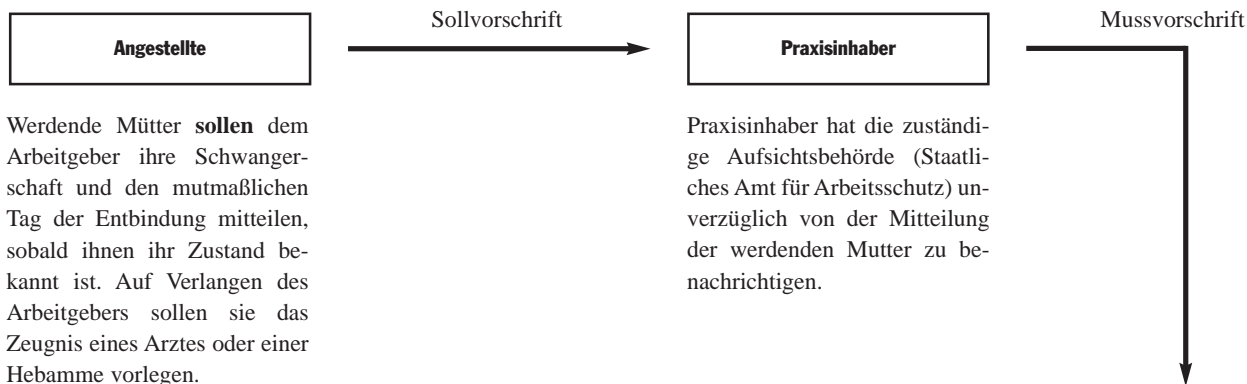 Sollvorschrift
Mussvorschrift
Angestellte
Praxisinhaber
Werdende Mütter sollen dem
Arbeitgeber ihre Schwanger-
schaft und den mutmaßlichen
Tag der Entbindung mitteilen,
sobald ihnen ihr Zustand be-
kannt ist. Auf Verlangen des
Arbeitgebers sollen sie das
Zeugnis eines Arztes oder einer
Hebamme vorlegen.
Praxisinhaber hat die zuständi-
ge Aufsichtsbehörde (Staatli-
ches Amt für Arbeitsschutz) un-
verzüglich von der Mitteilung
der werdenden Mutter zu be-
nachrichtigen.